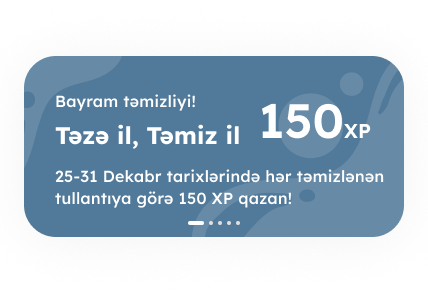 Bayram təmizliyi!
Təzə il, Təmiz il
150XP
25-31 Dekabr tarixlərində hər təmizlənən
tullantıya görə 150 XP qazan!